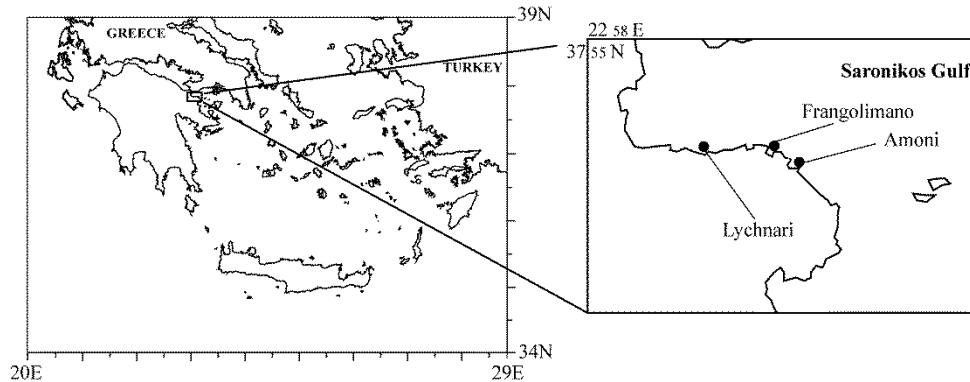 39N
GREECE
TURKEY
34N
20E
29E
22 58 E
37 55 N
Saronikos Gulf
Frangolimano
Amoni
Lychnari